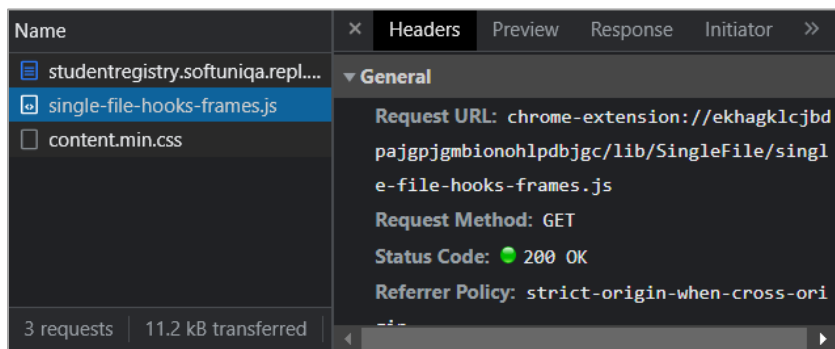 Name
× Headers Preview Response Initiator »
studentregistry.softuniqa.repl....
single-file-hooks-frames.js
content.min.css
General
Request URL: chrome-extension://ekhagklcjbd
pajgpjgmbionohlpdbjgc/lib/SingleFile/singl
e-file-hooks-frames.js
Request Method: GET
Status Code: 200 OK
Referrer Policy: strict-origin-when-cross-ori
3 requests 11.2 kB transferred